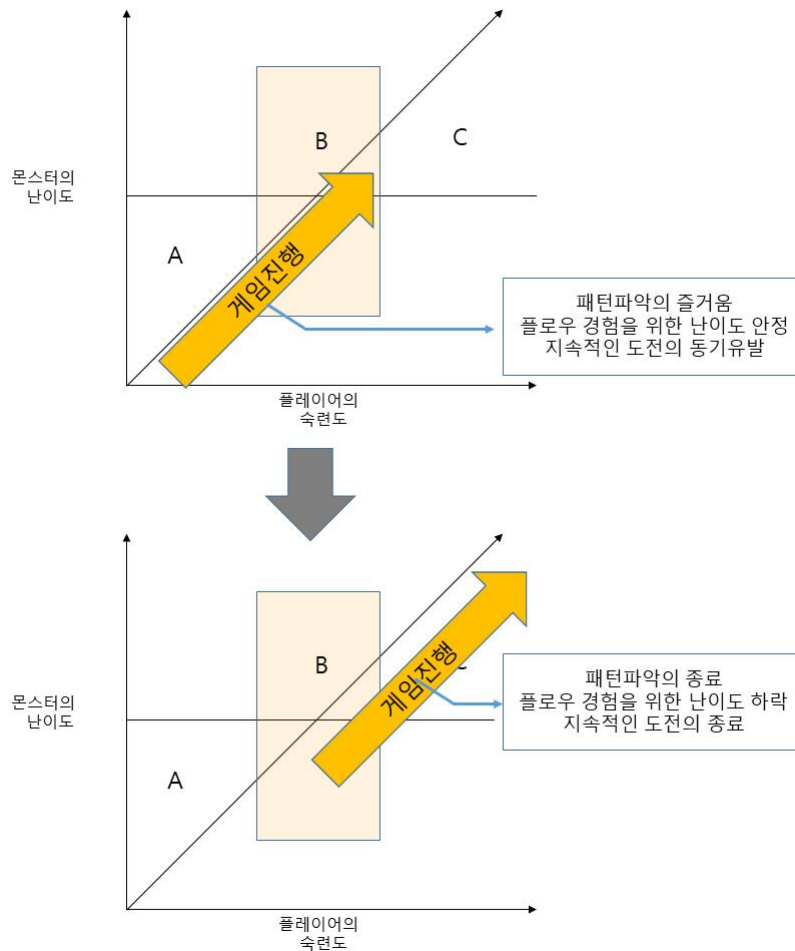 B
C
몬스터의
난이도
A
게임진행
패턴파악의 즐거움
플로우 경험을 위한 난이도 안정
지속적인 도전의 동기유발
플레이어의
숙련도
B
게임진행
C
패턴파악의 종료
플로우 경험을 위한 난이도 하락
지속적인 도전의 종료
몬스터의
난이도
A
플레이어의
숙련도